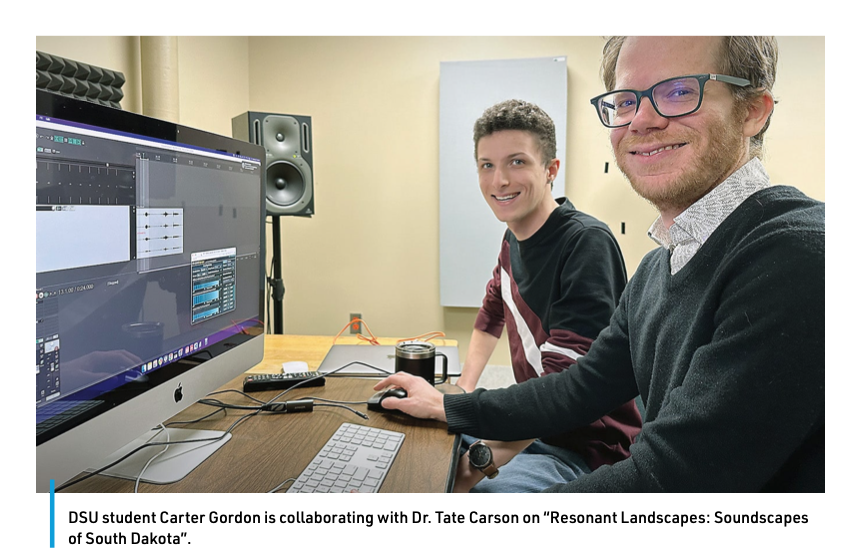 DSU student Carter Gordon is collaborating with Dr. Tate Carson on “Resonant Landscapes: Soundscapes
of South Dakota”.